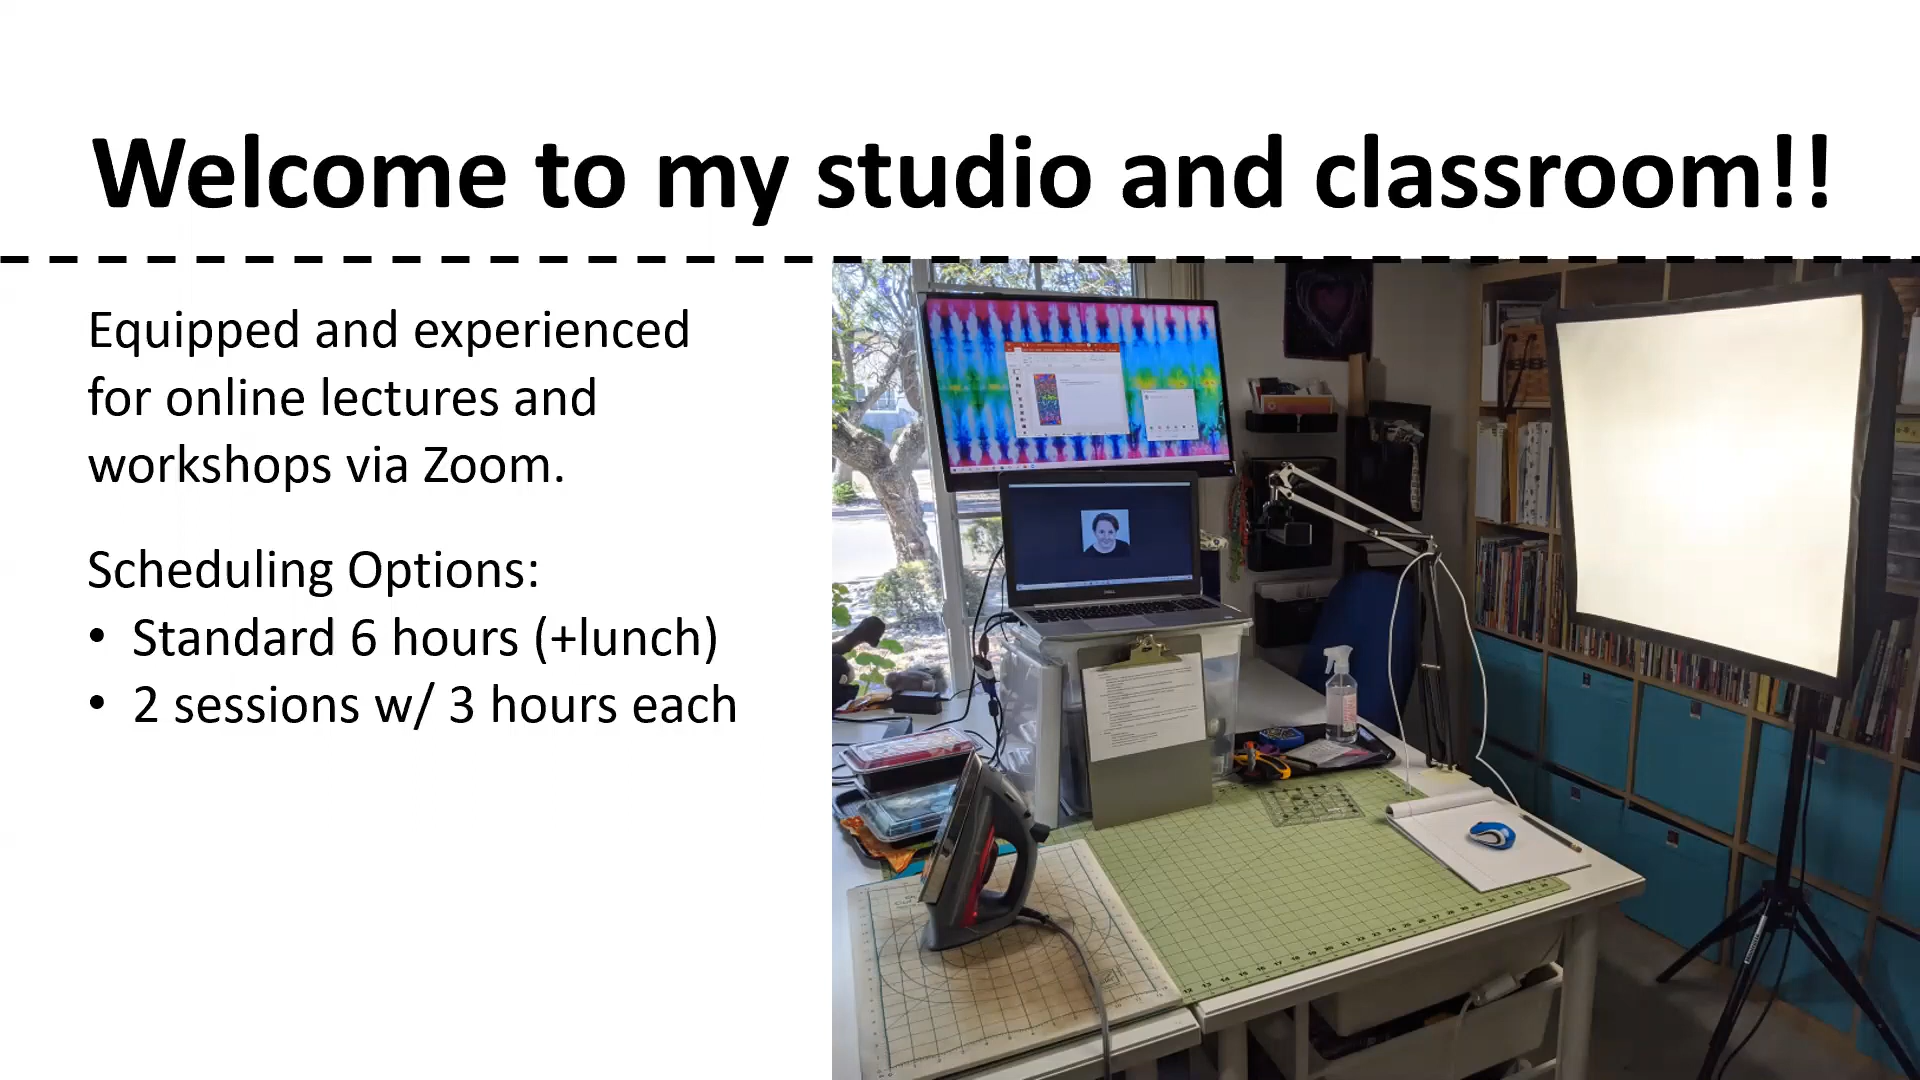 Welcome to my studio and classroom!!
Equipped and experienced
for online lectures and
workshops via Zoom.
Scheduling Options:
• Standard 6 hours (+lunch)
• 2 sessions w/ 3 hours each
DELL